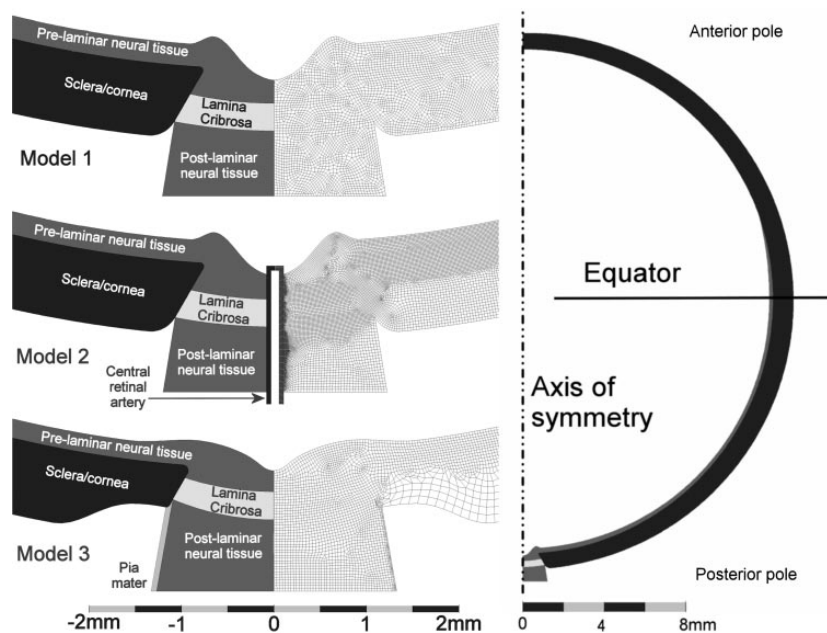 Pre-laminar neural tissue
Sclera/cornea
Lamina
Cribrosa
Post-laminar
neural tissue
Model 1
Pre-laminar neural tissue
Sclera/cornea
Lamina
Cribrosa
Post-laminar
neural tissue
Model 2
Central
retinal
artery
Pre-laminar neural tissue
Sclera/cornea
Lamina
Cribrosa
Post-laminar
neural tissue
Model 3
Pia
mater
-2mm -1 0 1 2mm
Anterior pole
Equator
Axis of
symmetry
Posterior pole
0 4 8mm